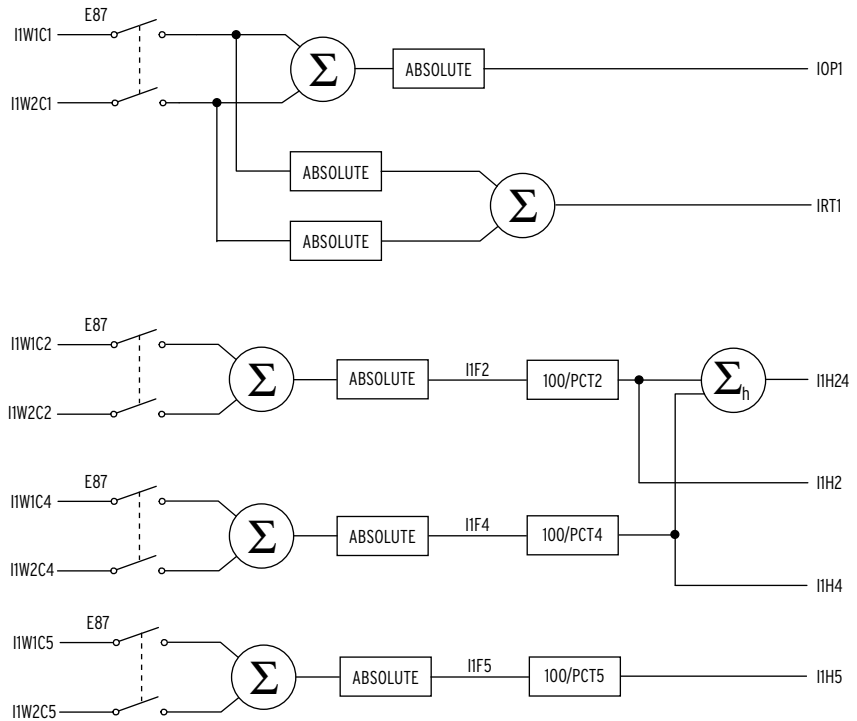 E87
I1W1C1
I1W2C1
Σ
ABSOLUTE
IOP1
ABSOLUTE
ABSOLUTE
Σ
IRT1
E87
I1W1C2
I1W2C2
Σ
ABSOLUTE
I1F2
100/PCT2
Σh
I1H24
I1H2
E87
I1W1C4
I1W2C4
Σ
ABSOLUTE
I1F4
100/PCT4
I1H4
E87
I1W1C5
I1W2C5
Σ
ABSOLUTE
I1F5
100/PCT5
I1H5